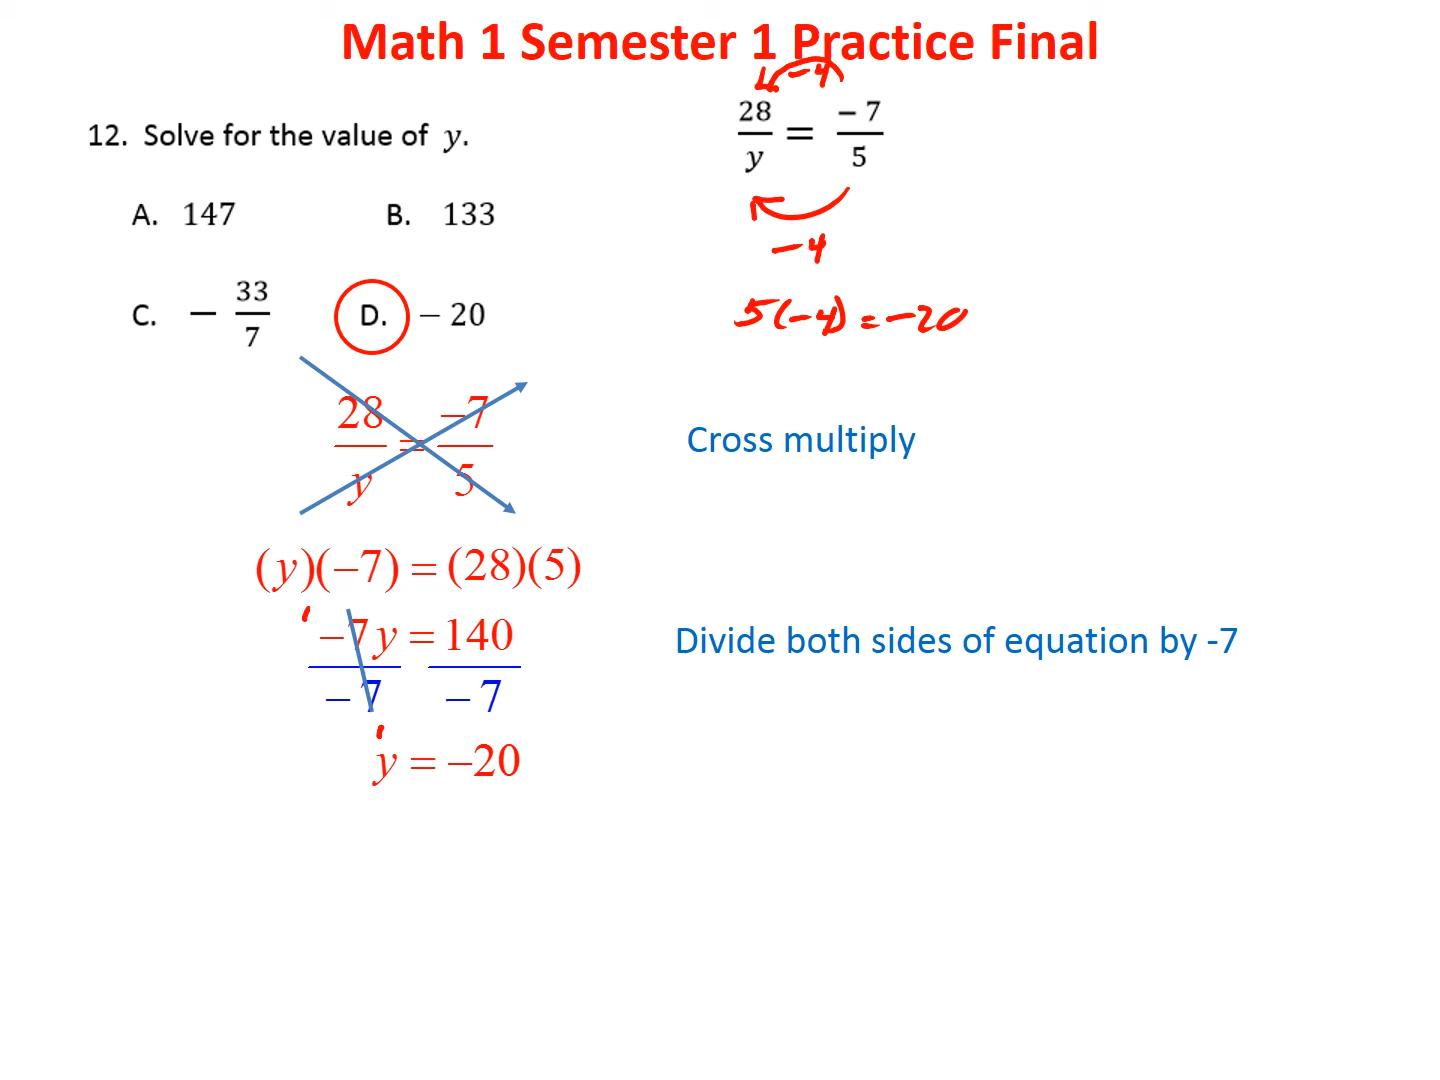 Math 1 Semester 1 Practice Final
12. Solve for the value of y.
28/y = -7/5
-4
-4
A. 147 B. 133
C. - 33/7 D. - 20
5(-4) = -20
28/y = -7/5
Cross multiply
(y)(-7) = (28)(5)
-7y = 140
-7 -7
Divide both sides of equation by -7
y = -20